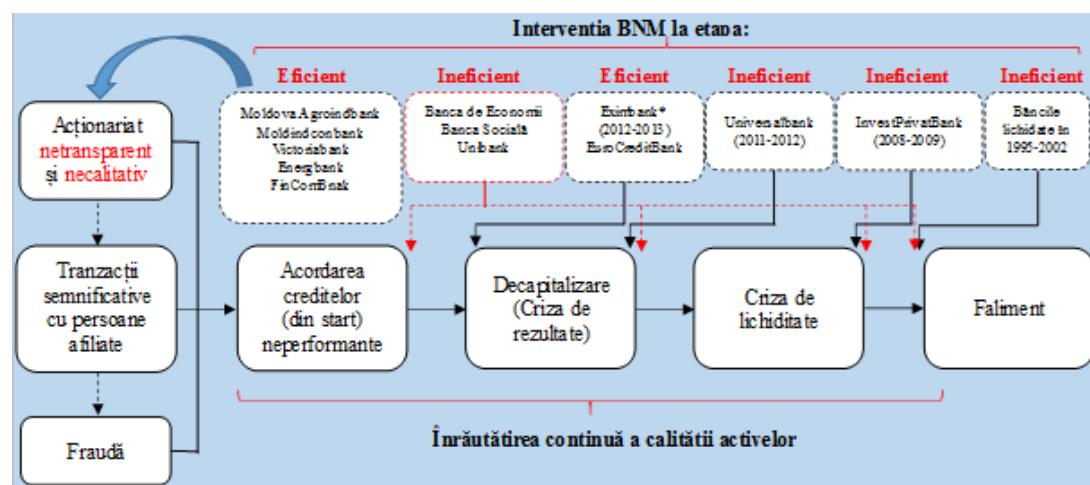 Interventia BNM la etapa:
Eficient
Ineficient
Eficient
Ineficient
Ineficient
Ineficient
Moldova Agroindbank
Moldindconbank
Victoriabank
Energbank
FinComBnak
Banca de Economii
Banca Socială
Unibank
Eximbank*
(2012-2013)
EuroCreditBank
Universalbank
(2011-2012)
InvestPrivatBank
(2008-2009)
Băncile
lichidate în
1995-2002
Acționariat
netransparent
și necalitativ
Tranzacții
semnificative
cu persoane
afiliate
Fraudă
Acordarea
creditelor
(din start)
neperformante
Decapitalizare
(Criza de
rezultate)
Criza de
lichiditate
Faliment
Înrăutătirea continuă a calitătii activelor